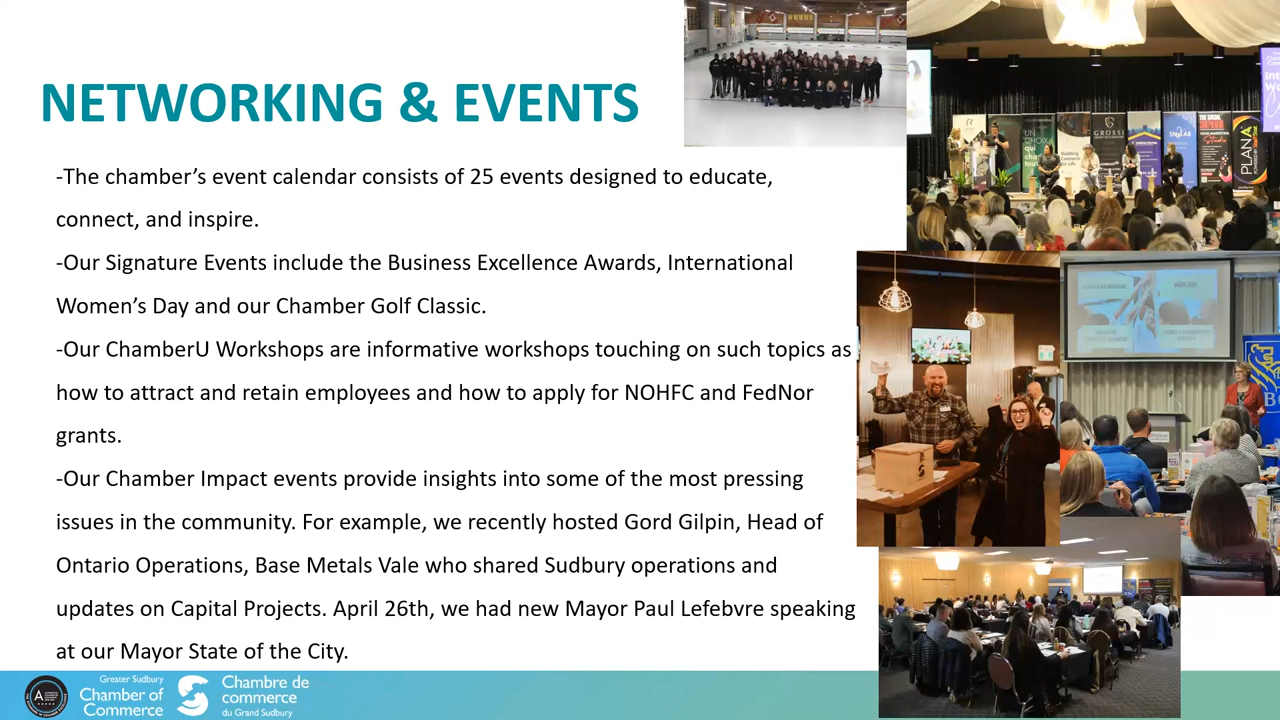 NETWORKING & EVENTS
-The chamber’s event calendar consists of 25 events designed to educate,
connect, and inspire.
-Our Signature Events include the Business Excellence Awards, International
Women’s Day and our Chamber Golf Classic.
-Our ChamberU Workshops are informative workshops touching on such topics as
how to attract and retain employees and how to apply for NOHFC and FedNor
grants.
-Our Chamber Impact events provide insights into some of the most pressing
issues in the community. For example, we recently hosted Gord Gilpin, Head of
Ontario Operations, Base Metals Vale who shared Sudbury operations and
updates on Capital Projects. April 26th, we had new Mayor Paul Lefebvre speaking
at our Mayor State of the City.
UN
CHOIX
qui
GROSSI
SNOLAB
PLANA
Greater Sudbury
Chamber of
Commerce
Chambre de
commerce
du Grand Sudbury